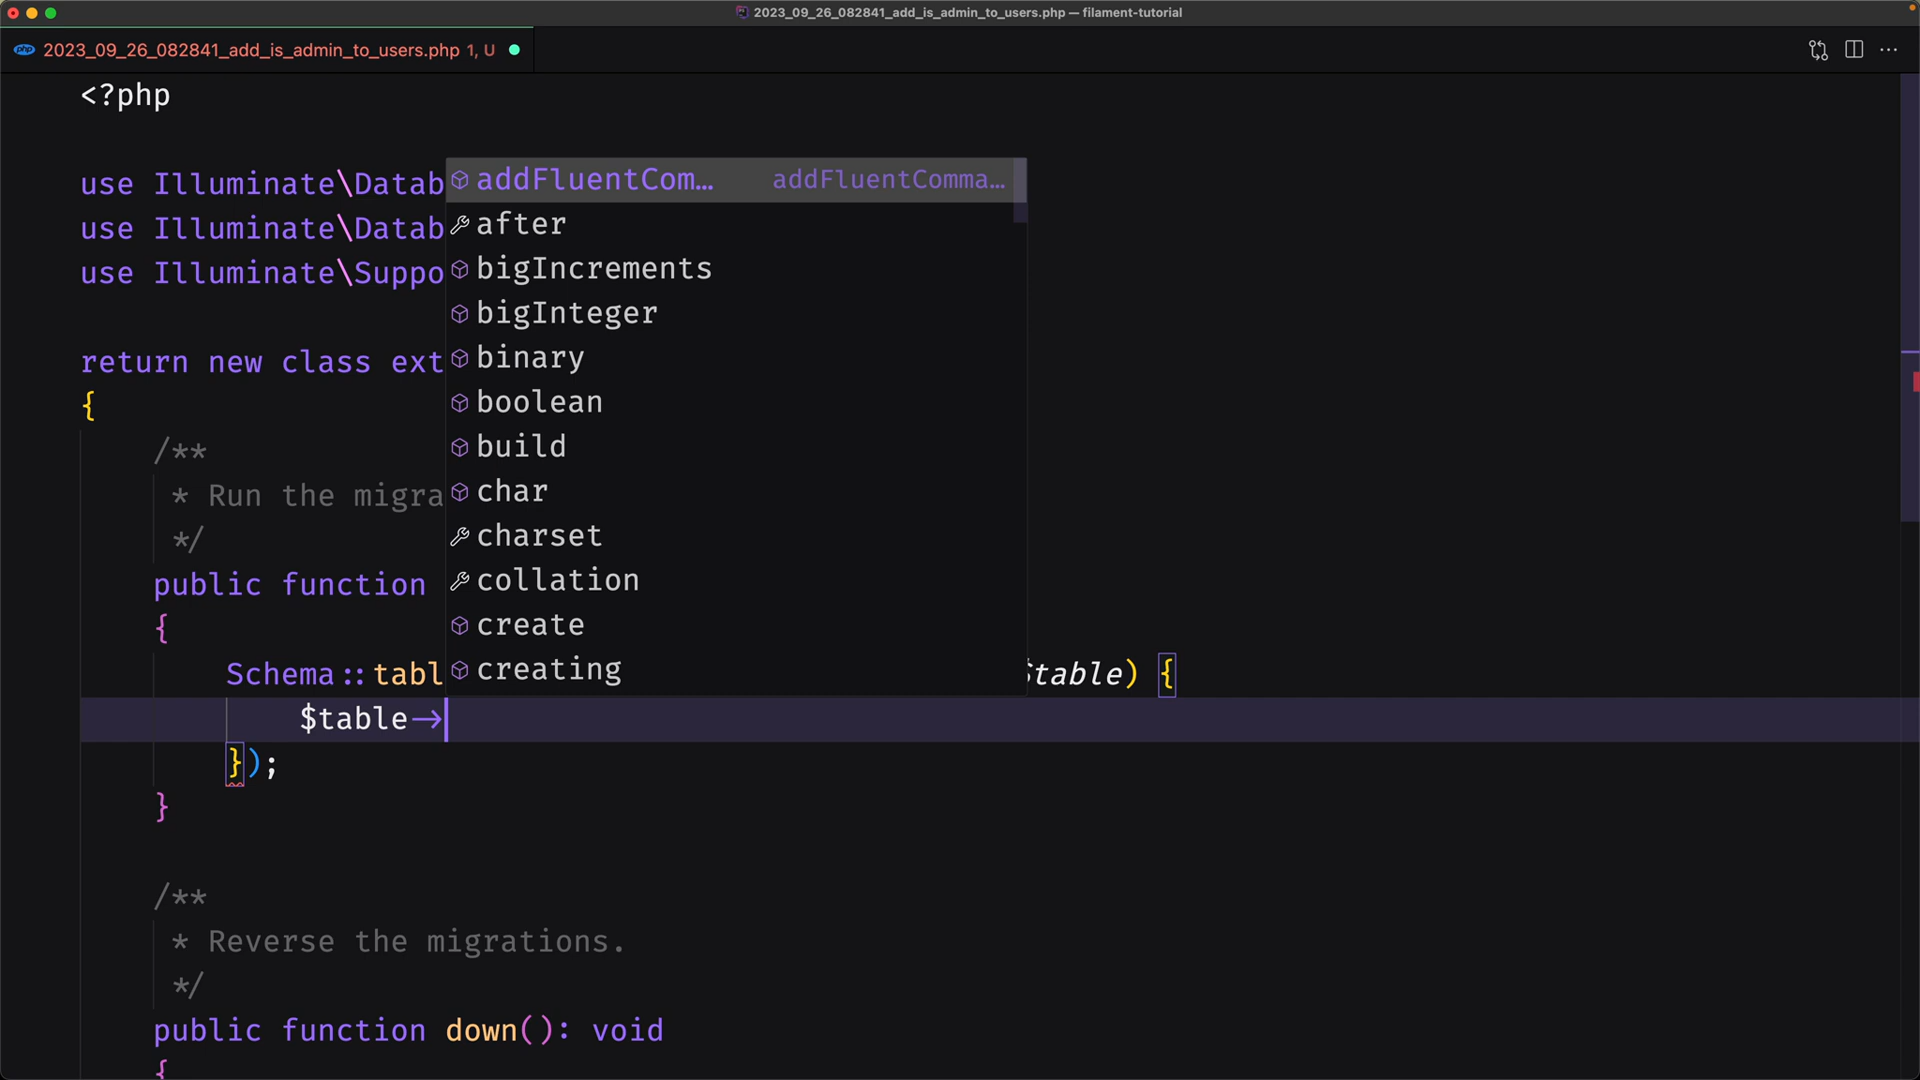 2023_09_26_082841_add_is_admin_to_users.php — filament-tutorial
php 2023_09_26_082841_add_is_admin_to_users.php 1, U
<?php
use Illuminate\Datab
use Illuminate\Datab
use Illuminate\Suppo
return new class ext
{
/**
* Run the migra
*/
public function
{
Schema::tabl $table) {
$table->
});
}
/**
* Reverse the migrations.
*/
public function down(): void
{
addFluentCom… addFluentComma…
after
bigIncrements
bigInteger
binary
boolean
build
char
charset
collation
create
creating